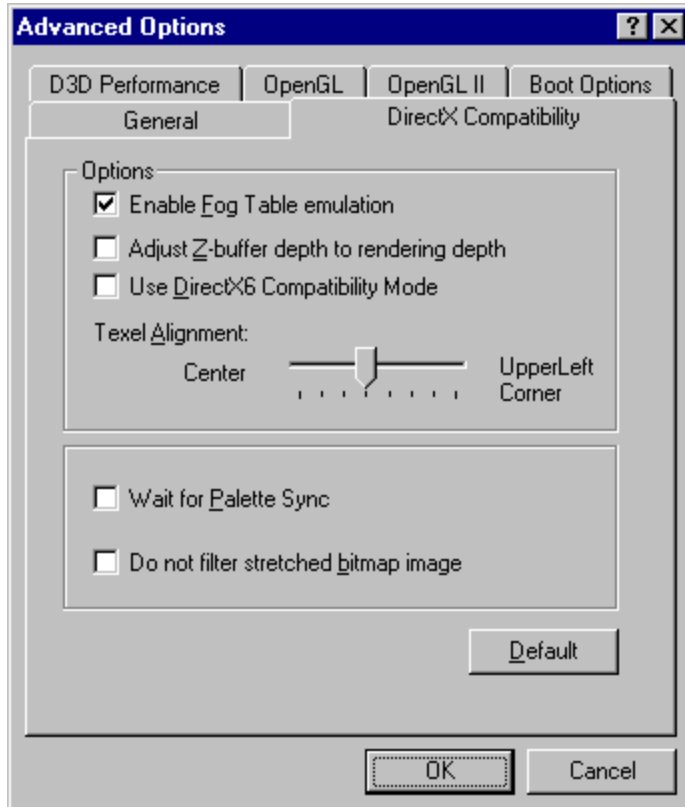 Advanced Options
D3D Performance
OpenGL
OpenGL II
Boot Options
General
DirectX Compatibility
Options
Enable Fog Table emulation
Adjust Z-buffer depth to rendering depth
Use DirectX6 Compatibility Mode
Texel Alignment:
Center
UpperLeft
Corner
Wait for Palette Sync
Do not filter stretched bitmap image
Default
OK
Cancel